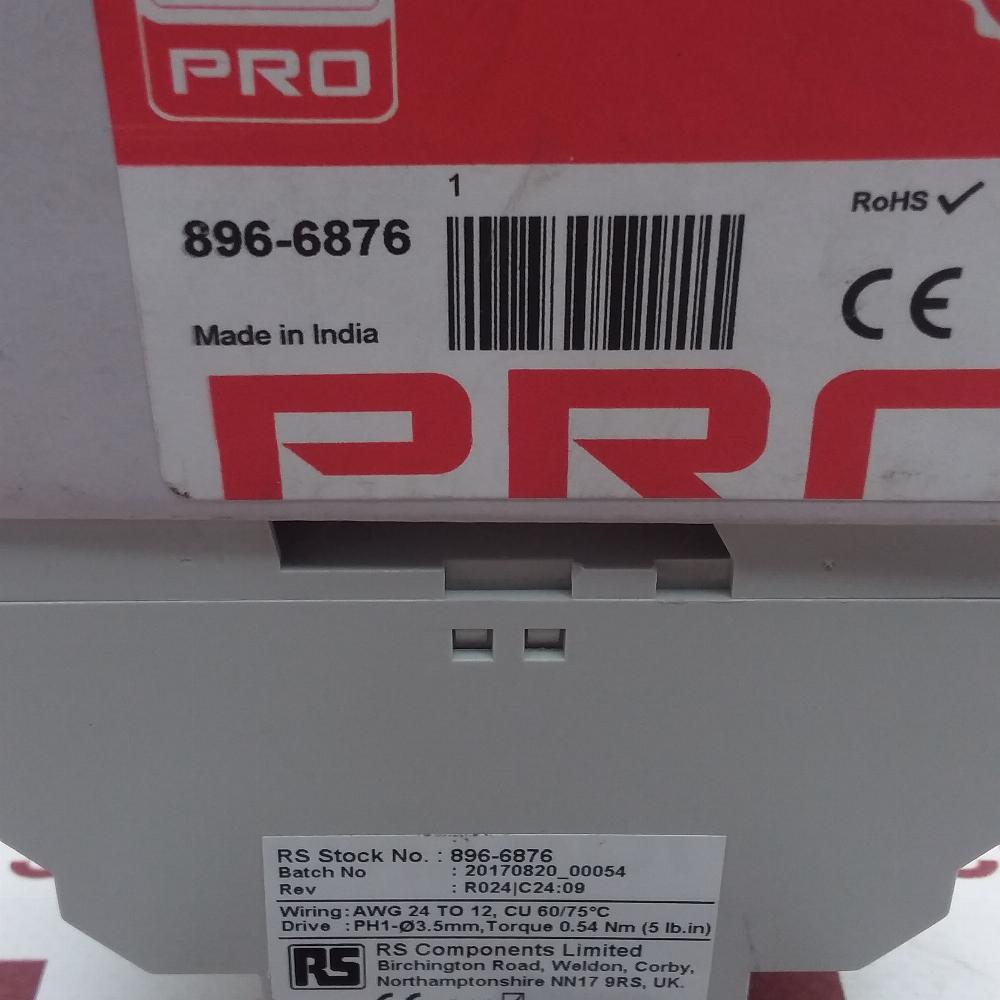 PRO
1
RoHS
896-6876
CE
Made in India
PRO
RS Stock No. : 896-6876
Batch No : 20170820_00054
Rev : R024|C24:09
Wiring : AWG 24 TO 12, CU 60/75°C
Drive : PH1-Ø3.5mm, Torque 0.54 Nm (5 lb.in)
RS
RS Components Limited
Birchington Road, Weldon, Corby,
Northamptonshire NN17 9RS, UK.